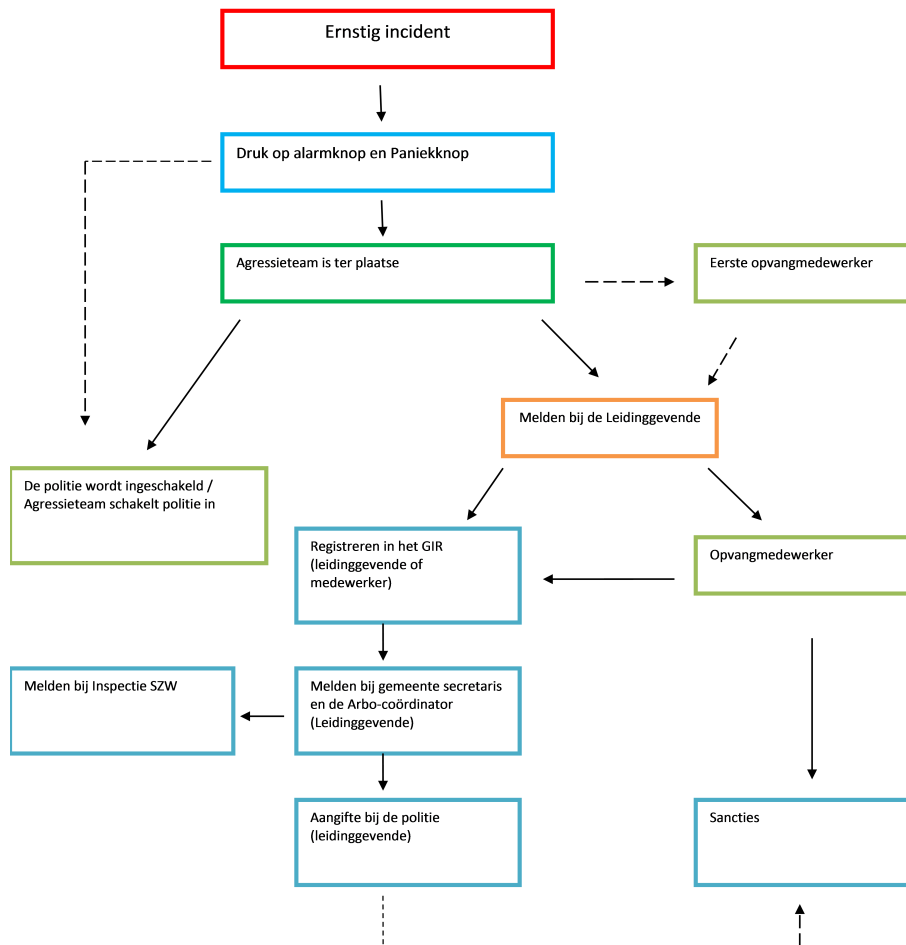 Ernstig incident
Druk op alarmknop en Paniekknop
Agressieteam is ter plaatse
Eerste opvangmedewerker
Melden bij de Leidinggevende
De politie wordt ingeschakeld /
Agressieteam schakelt politie in
Registreren in het GIR
(leidinggevende of
medewerker)
Opvangmedewerker
Melden bij Inspectie SZW
Melden bij gemeente secretaris
en de Arbo-coördinator
(Leidinggevende)
Aangifte bij de politie
(leidinggevende)
Sancties